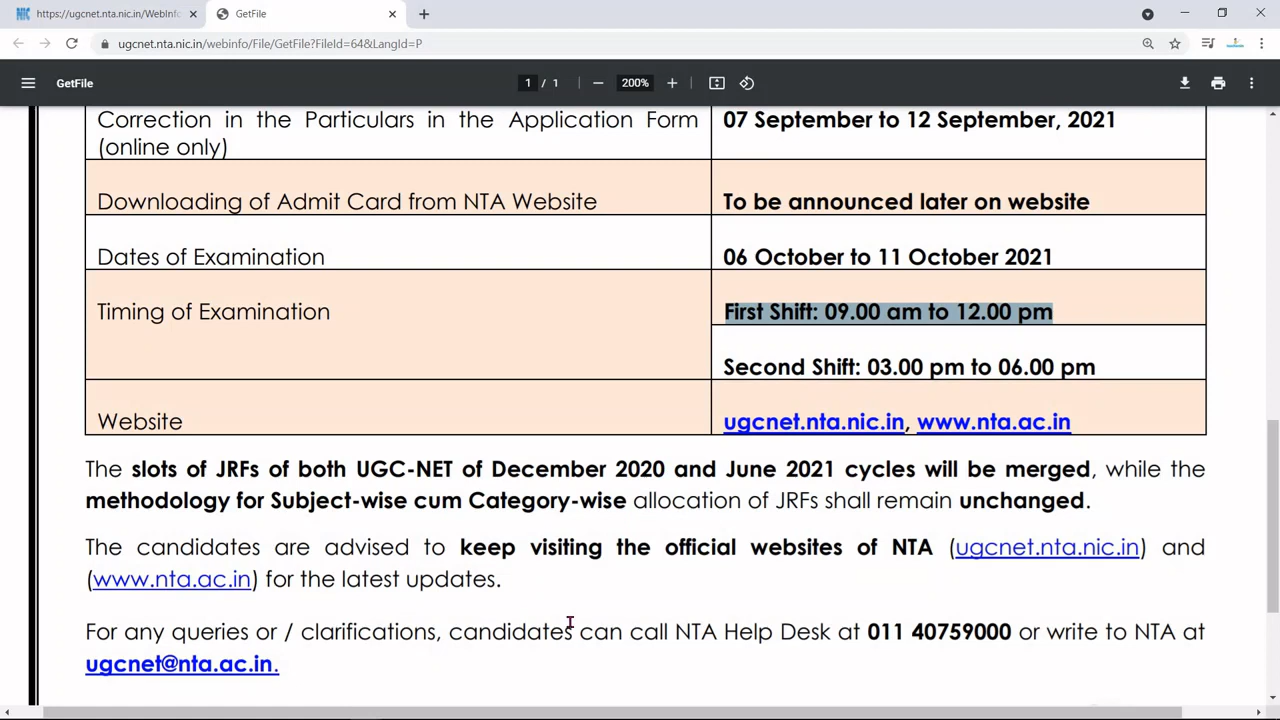 https://ugcnet.nta.nic.in/WebInfo
GetFile
ugcnet.nta.nic.in/webinfo/File/GetFile?FileId=64&LangId=P
GetFile
1 / 1
200%
Correction in the Particulars in the Application Form
(online only)
07 September to 12 September, 2021
Downloading of Admit Card from NTA Website
To be announced later on website
Dates of Examination
06 October to 11 October 2021
Timing of Examination
First Shift: 09.00 am to 12.00 pm
Second Shift: 03.00 pm to 06.00 pm
Website
ugcnet.nta.nic.in, www.nta.ac.in
The slots of JRFs of both UGC-NET of December 2020 and June 2021 cycles will be merged, while the
methodology for Subject-wise cum Category-wise allocation of JRFs shall remain unchanged.
The candidates are advised to keep visiting the official websites of NTA (ugcnet.nta.nic.in) and
(www.nta.ac.in) for the latest updates.
For any queries or / clarifications, candidates can call NTA Help Desk at 011 40759000 or write to NTA at
ugcnet@nta.ac.in.